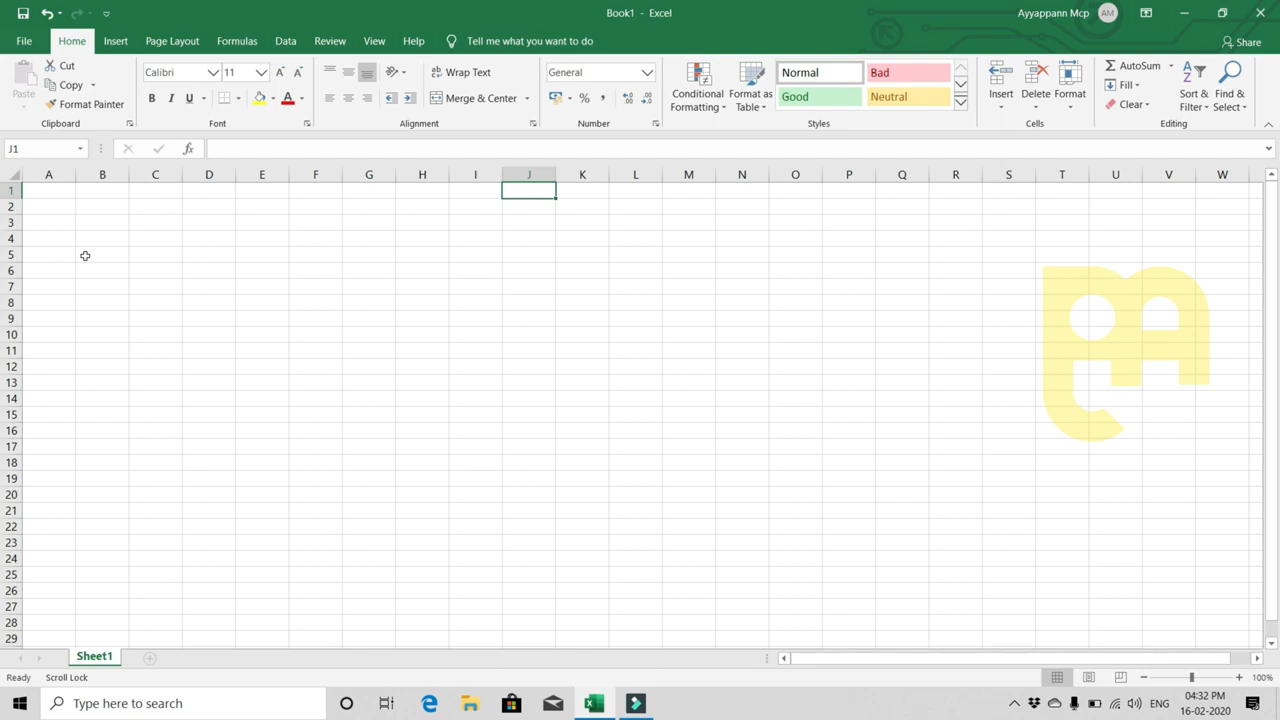 Book1 - Excel
Ayyappann Mcp AM
File Home Insert Page Layout Formulas Data Review View Help Tell me what you want to do Share
Paste Cut Copy Format Painter
Clipboard
Calibri 11
B I U A
Font
Wrap Text
Merge & Center
Alignment
General
% ,
Number
Conditional Formatting
Format as Table
Normal Bad
Good Neutral
Styles
Insert Delete Format
Cells
AutoSum
Fill
Clear
Sort & Filter
Find & Select
Editing
J1 fx
A B C D E F G H I J K L M N O P Q R S T U V W
1
2
3
4
5
6
7
8
9
10
11
12
13
14
15
16
17
18
19
20
21
22
23
24
25
26
27
28
29
Sheet1
Ready Scroll Lock 100%
Type here to search
ENG
04:32 PM
16-02-2020